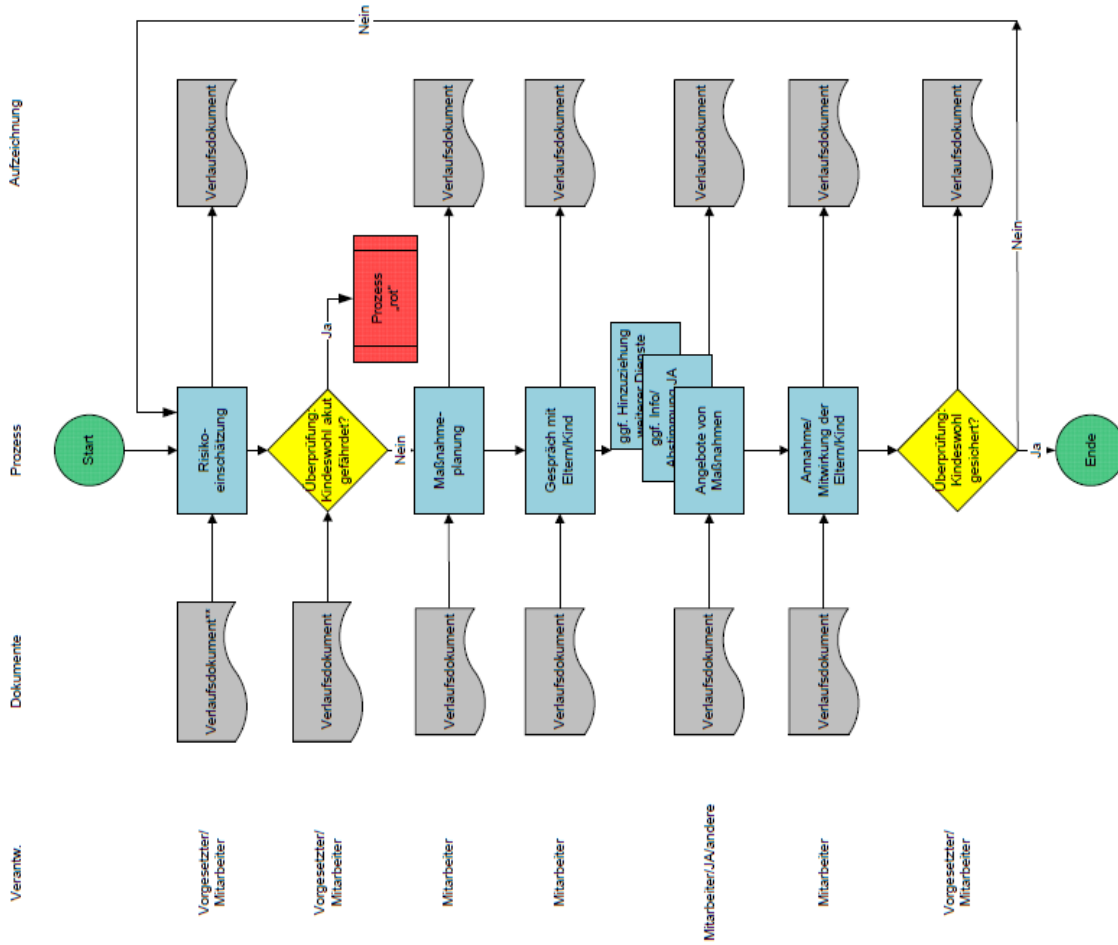 Verantw.
Dokumente
Prozess
Aufzeichnung
Start
Nein
Vorgesetzter/
Mitarbeiter
Verlaufsdokument**
Risiko-
einschätzung
Verlaufsdokument
Vorgesetzter/
Mitarbeiter
Verlaufsdokument
Überprüfung:
Kindeswohl akut
gefährdet?
Ja
Prozess
„rot“
Nein
Mitarbeiter
Verlaufsdokument
Maßnahme-
planung
Verlaufsdokument
Mitarbeiter
Verlaufsdokument
Gespräch mit
Eltern/Kind
Verlaufsdokument
ggf. Hinzuziehung
weiterer Dienste
ggf. Info/
Abstimmung JA
Mitarbeiter/JA/andere
Verlaufsdokument
Angebote von
Maßnahmen
Verlaufsdokument
Mitarbeiter
Verlaufsdokument
Annahme/
Mitwirkung der
Eltern/Kind
Verlaufsdokument
Vorgesetzter/
Mitarbeiter
Überprüfung:
Kindeswohl
gesichert?
Verlaufsdokument
Nein
Ja
Ende